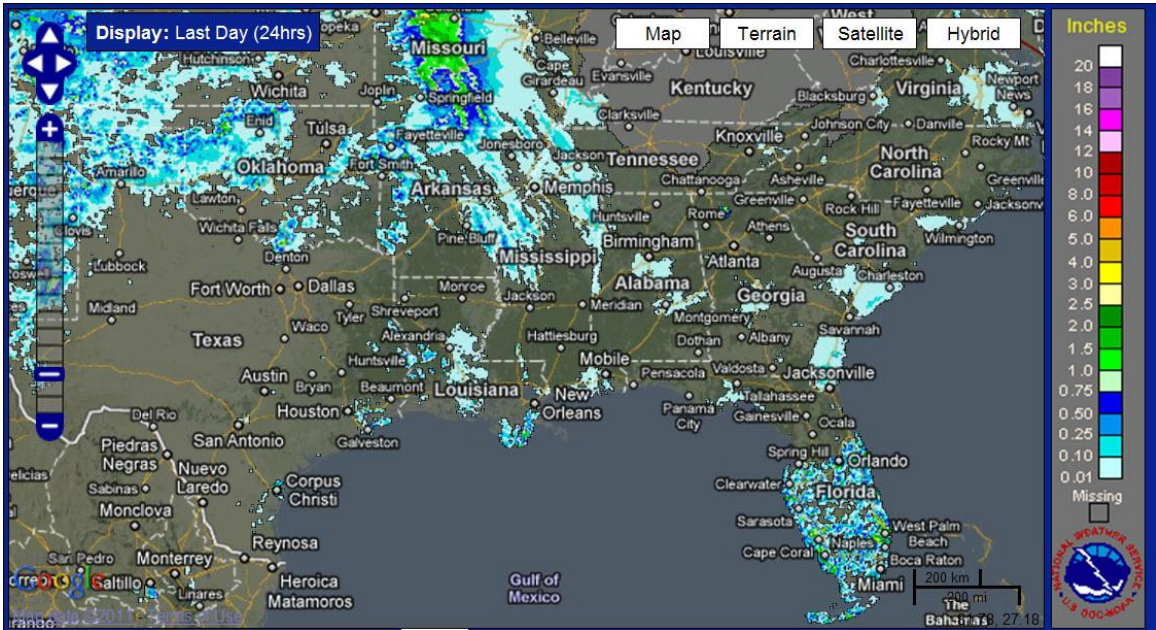 Display: Last Day (24hrs)
Map
Terrain
Satellite
Hybrid
Inches
20
18
16
14
12
10
8.0
6.0
5.0
4.0
3.0
2.5
2.0
1.5
1.0
0.75
0.50
0.25
0.10
0.01
Missing
NATIONAL WEATHER SERVICE
Hutchinson
Wichita
Missouri
Belleville
Cape
Girardeau
Evansville
Louisville
Kentucky
Charlottesville
Virginia
Newport
News
Blacksburg
Joplin
Springfield
Clarksville
Enid
Tulsa
Fayetteville
Jonesboro
Knoxville
Johnson City
Danville
Rocky Mt
Amarillo
Oklahoma
Fort Smith
Jackson
Tennessee
North
Carolina
Arkansas
Memphis
Chattanooga
Asheville
Greenville
Lawton
Huntsville
Rome
Greenville
Rock Hill
Fayetteville
Clovis
Wichita Falls
Pine Bluff
Birmingham
Athens
South
Carolina
Wilmington
Lubbock
Denton
Mississippi
Atlanta
Augusta
Charleston
Midland
Fort Worth
Dallas
Monroe
Jackson
Alabama
Georgia
Tyler
Shreveport
Meridian
Montgomery
Savannah
Texas
Waco
Alexandria
Hattiesburg
Dothan
Albany
Huntsville
Mobile
Valdosta
Jacksonville
Austin
Bryan
Beaumont
Louisiana
New
Orleans
Pensacola
Tallahassee
Del Rio
Houston
Panama
City
Gainesville
Ocala
San Antonio
Galveston
Piedras
Negras
Nuevo
Laredo
Spring Hill
Orlando
Sabinas
Corpus
Christi
Clearwater
Florida
Monclova
Sarasota
West Palm
Beach
Reynosa
Cape Coral
Naples
Boca Raton
San Pedro
Monterrey
Miami
Google
Saltillo
Heroica
Matamoros
Gulf of
Mexico
200 km
200 mi
Linares
The
Bahamas